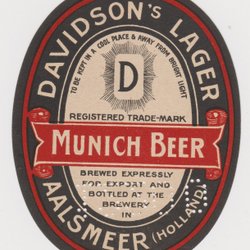 DAVIDSON'S LAGER
TO BE KEPT IN A COOL PLACE & AWAY FROM BRIGHT LIGHT
D
REGISTERED TRADE-MARK
MUNICH BEER
BREWED EXPRESSLY
FOR EXPORT AND
BOTTLED AT THE
BREWERY
IN
AALSMEER (HOLLAND)